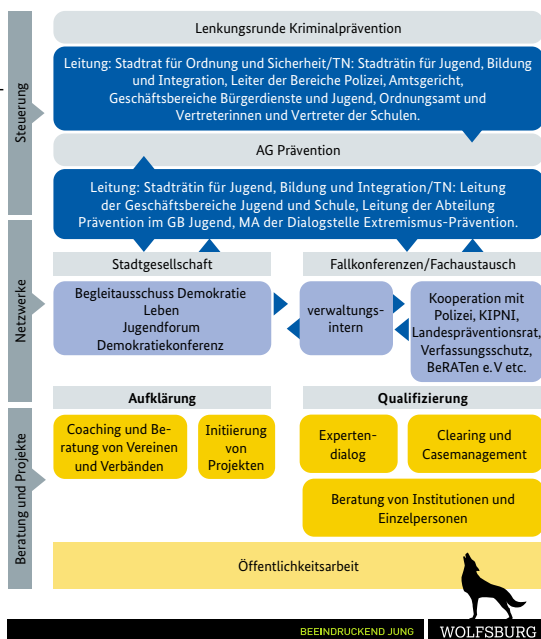 Lenkungsrunde Kriminalprävention
Leitung: Stadtrat für Ordnung und Sicherheit/TN: Stadträtin für Jugend, Bildung
und Integration, Leiter der Bereiche Polizei, Amtsgericht,
Geschäftsbereiche Bürgerdienste und Jugend, Ordnungsamt und
Vertreterinnen und Vertreter der Schulen.
AG Prävention
Leitung: Stadträtin für Jugend, Bildung und Integration/TN: Leitung
der Geschäftsbereiche Jugend und Schule, Leitung der Abteilung
Prävention im GB Jugend, MA der Dialogstelle Extremismus-Prävention.
Steuerung
Stadtgesellschaft
Begleitausschuss Demokratie
Leben
Jugendforum
Demokratiekonferenz
Fallkonferenzen/Fachaustausch
verwaltungs-
intern
Kooperation mit
Polizei, KIPNI,
Landespräventionsrat,
Verfassungsschutz,
BeRATen e.V etc.
Netzwerke
Aufklärung
Coaching und Be-
ratung von Vereinen
und Verbänden
Initiierung
von
Projekten
Qualifizierung
Experten-
dialog
Clearing und
Casemanagement
Beratung von Institutionen und
Einzelpersonen
Beratung und Projekte
Öffentlichkeitsarbeit
BEEINDRUCKEND JUNG
WOLFSBURG